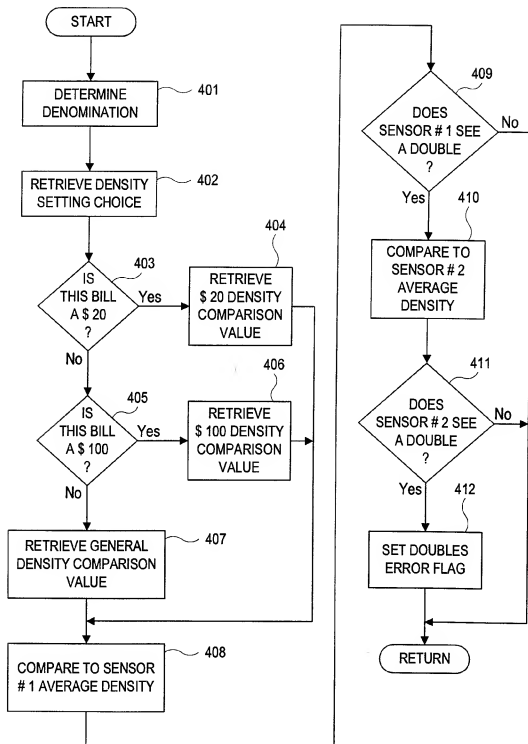 START
DETERMINE
DENOMINATION
401
RETRIEVE DENSITY
SETTING CHOICE
402
IS
THIS BILL
A $ 20
?
403
Yes
No
RETRIEVE
$ 20 DENSITY
COMPARISON
VALUE
404
IS
THIS BILL
A $ 100
?
405
Yes
No
RETRIEVE
$ 100 DENSITY
COMPARISON
VALUE
406
RETRIEVE GENERAL
DENSITY COMPARISON
VALUE
407
COMPARE TO SENSOR
# 1 AVERAGE DENSITY
408
DOES
SENSOR # 1 SEE
A DOUBLE
?
409
No
Yes
COMPARE TO
SENSOR # 2
AVERAGE
DENSITY
410
DOES
SENSOR # 2 SEE
A DOUBLE
?
411
No
Yes
SET DOUBLES
ERROR FLAG
412
RETURN